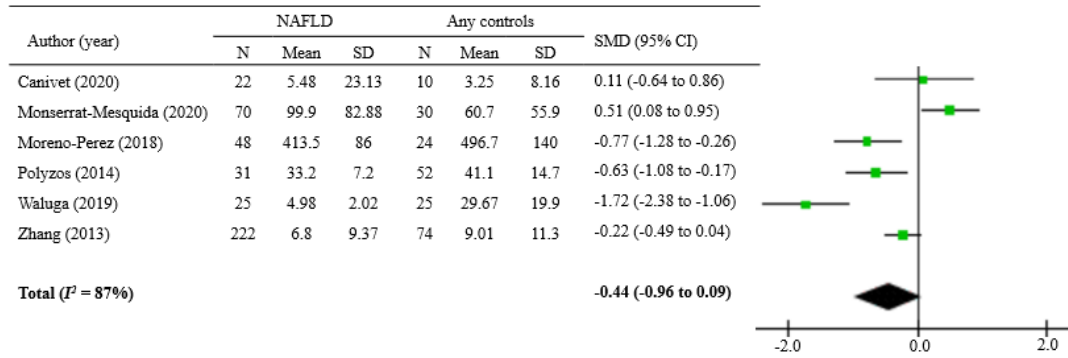 NAFLD Any controls
Author (year) SMD (95% CI)
N Mean SD N Mean SD
Canivet (2020) 22 5.48 23.13 10 3.25 8.16 0.11 (-0.64 to 0.86)
Monserrat-Mesquida (2020) 70 99.9 82.88 30 60.7 55.9 0.51 (0.08 to 0.95)
Moreno-Perez (2018) 48 413.5 86 24 496.7 140 -0.77 (-1.28 to -0.26)
Polyzos (2014) 31 33.2 7.2 52 41.1 14.7 -0.63 (-1.08 to -0.17)
Waluga (2019) 25 4.98 2.02 25 29.67 19.9 -1.72 (-2.38 to -1.06)
Zhang (2013) 222 6.8 9.37 74 9.01 11.3 -0.22 (-0.49 to 0.04)
Total (I² = 87%) -0.44 (-0.96 to 0.09)
-2.0 0.0 2.0